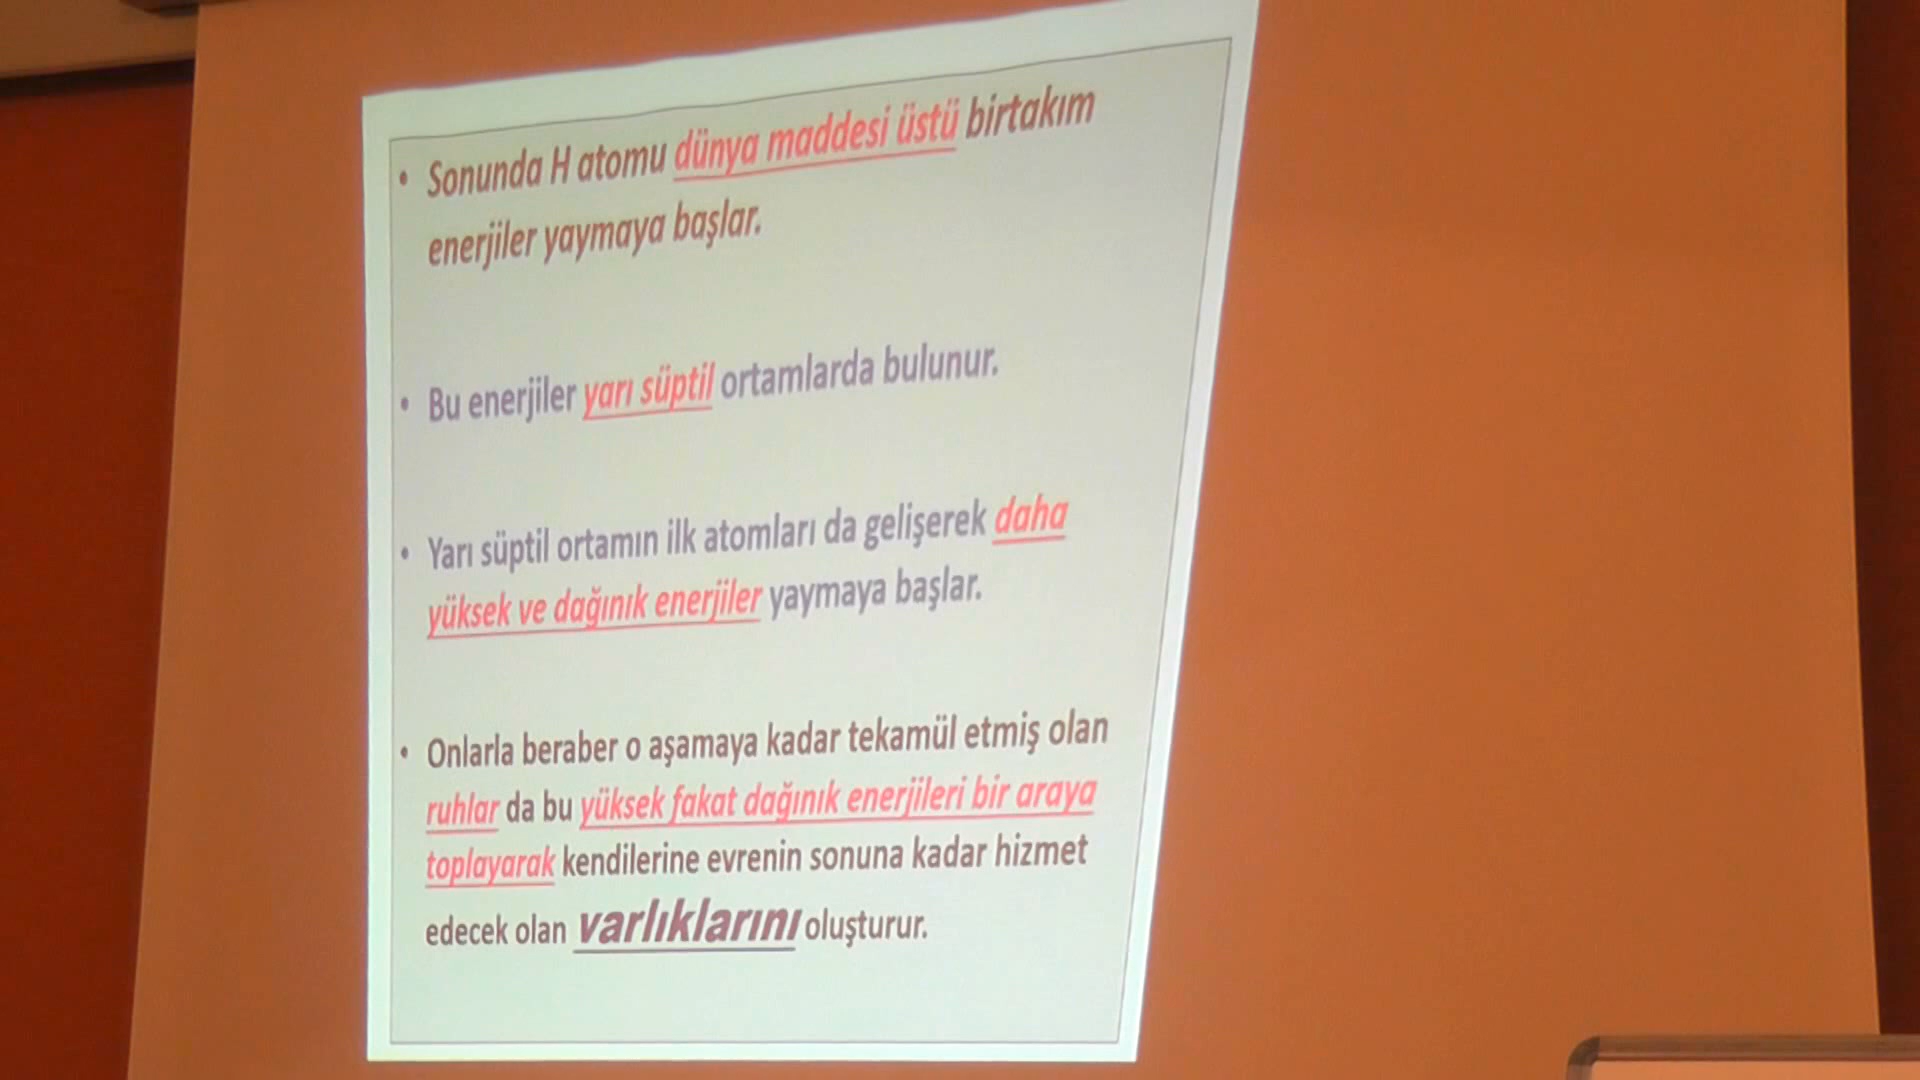 • Sonunda H atomu dünya maddesi üstü birtakım
enerjiler yaymaya başlar.
• Bu enerjiler yarı süptil ortamlarda bulunur.
• Yarı süptil ortamın ilk atomları da gelişerek daha
yüksek ve dağınık enerjiler yaymaya başlar.
• Onlarla beraber o aşamaya kadar tekamül etmiş olan
ruhlar da bu yüksek fakat dağınık enerjileri bir araya
toplayarak kendilerine evrenin sonuna kadar hizmet
edecek olan varlıklarını oluşturur.